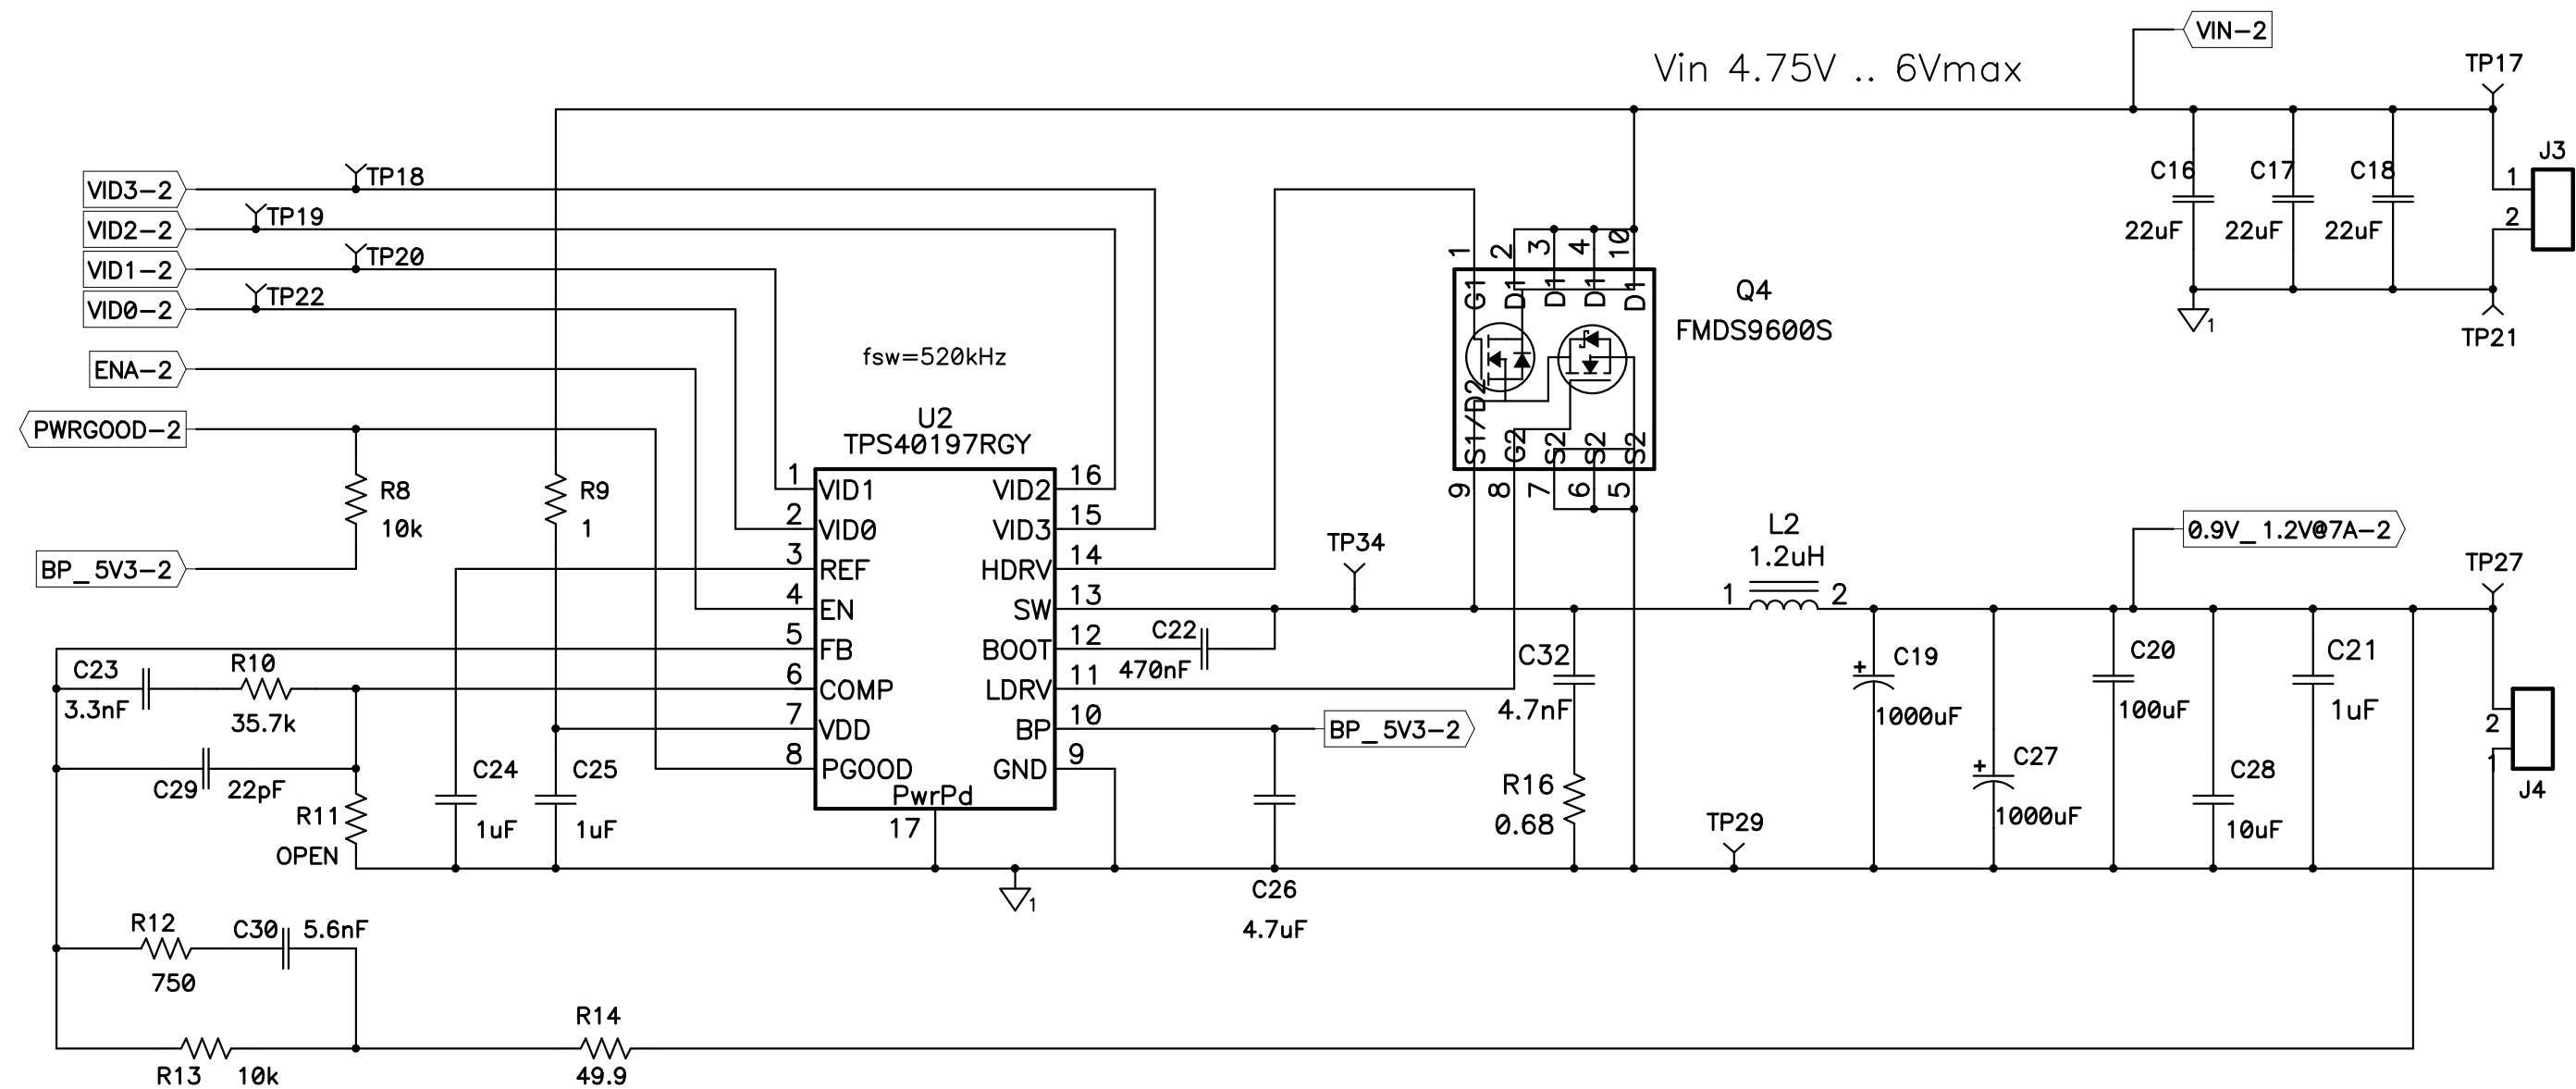 VIN-2
Vin 4.75V .. 6Vmax
TP17
J3
1
2
C16
22uF
C17
22uF
C18
22uF
1
TP21
VID3-2
TP18
VID2-2
TP19
VID1-2
TP20
VID0-2
TP22
ENA-2
PWRGOOD-2
R8
10k
BP_5V3-2
R9
1
fsw=520kHz
U2
TPS40197RGY
1
VID1
2
VID0
3
REF
4
EN
5
FB
6
COMP
7
VDD
8
PGOOD
PwrPd
17
16
VID2
15
VID3
14
HDRV
13
SW
12
BOOT
11
LDRV
10
BP
9
GND
1
2
3
4
10
G1
D1
D1
D1
D1
Q4
FMDS9600S
S1/D2
G2
S2
S2
S2
9
8
7
6
5
TP34
L2
1.2uH
1
2
0.9V_1.2V@7A-2
TP27
C22
470nF
BP_5V3-2
C32
4.7nF
R16
0.68
C19
1000uF
C27
1000uF
C20
100uF
C28
10uF
C21
1uF
2
1
J4
TP29
C26
4.7uF
1
C23
3.3nF
R10
35.7k
C29
22pF
R11
OPEN
C24
1uF
C25
1uF
R12
750
C30
5.6nF
R13
10k
R14
49.9